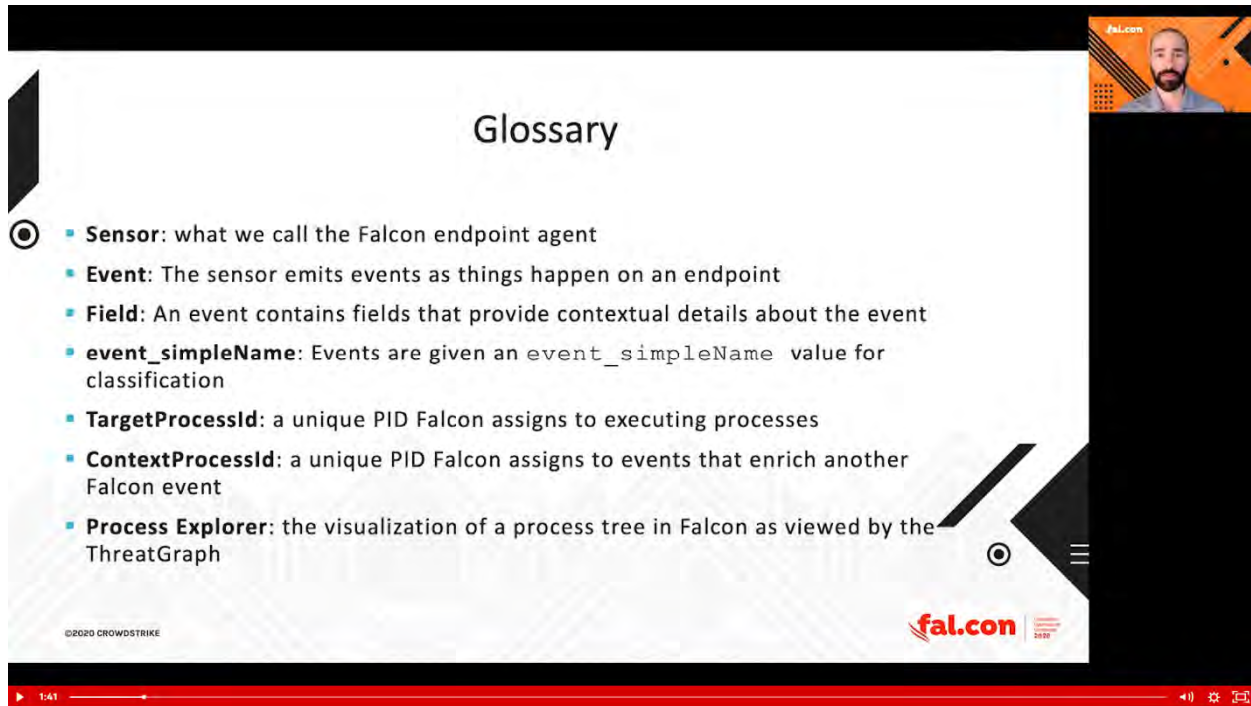 fal.con
Glossary
Sensor: what we call the Falcon endpoint agent
Event: The sensor emits events as things happen on an endpoint
Field: An event contains fields that provide contextual details about the event
event_simpleName: Events are given an event_simpleName value for
classification
TargetProcessId: a unique PID Falcon assigns to executing processes
ContextProcessId: a unique PID Falcon assigns to events that enrich another
Falcon event
Process Explorer: the visualization of a process tree in Falcon as viewed by the
ThreatGraph
©2020 CROWDSTRIKE
fal.con
2020
1:41